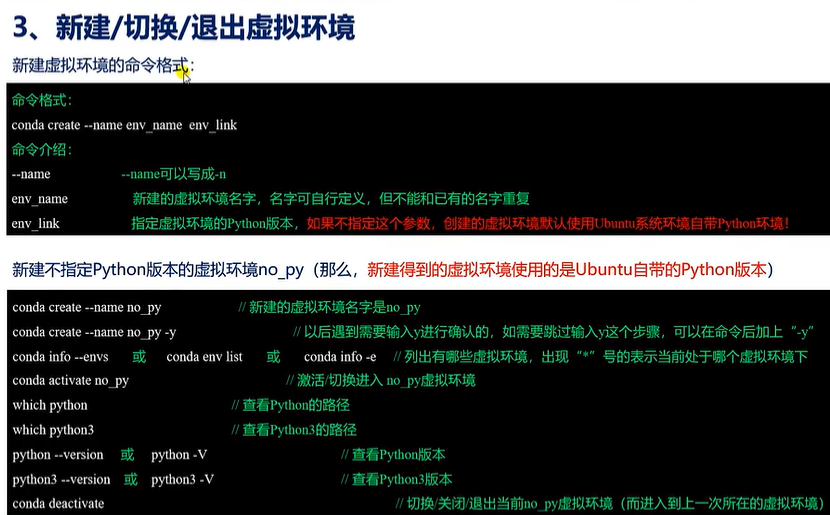 3、新建/切换/退出虚拟环境
新建虚拟环境的命令格式：
命令格式：
conda create --name env_name env_link
命令介绍：
--name --name可以写成-n
env_name 新建的虚拟环境名字，名字可自行定义，但不能和已有的名字重复
env_link 指定虚拟环境的Python版本，如果不指定这个参数，创建的虚拟环境默认使用Ubuntu系统环境自带Python环境！
新建不指定Python版本的虚拟环境no_py（那么，新建得到的虚拟环境使用的是Ubuntu自带的Python版本）
conda create --name no_py // 新建的虚拟环境名字是no_py
conda create --name no_py -y // 以后遇到需要输入y进行确认的，如需要跳过输入y这个步骤，可以在命令后加上“-y”
conda info --envs 或 conda env list 或 conda info -e // 列出有哪些虚拟环境，出现“*”号的表示当前处于哪个虚拟环境下
conda activate no_py // 激活/切换进入 no_py虚拟环境
which python // 查看Python的路径
which python3 // 查看Python3的路径
python --version 或 python -V // 查看Python版本
python3 --version 或 python3 -V // 查看Python3版本
conda deactivate // 切换/关闭/退出当前no_py虚拟环境（而进入到上一次所在的虚拟环境）